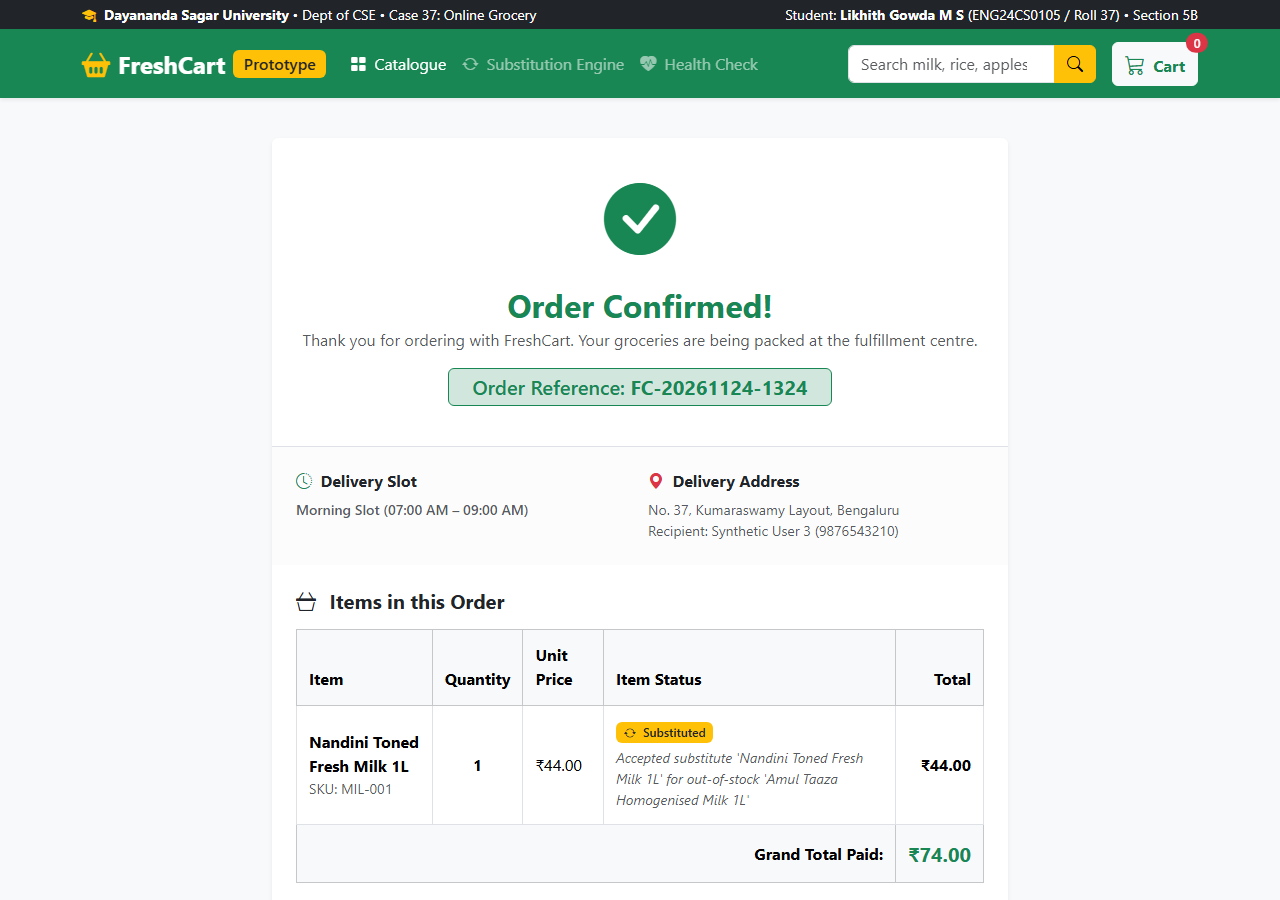 Dayananda Sagar University • Dept of CSE • Case 37: Online Grocery
Student: Likhith Gowda M S (ENG24CS0105 / Roll 37) • Section 5B
FreshCart Prototype Catalogue Substitution Engine Health Check
Search milk, rice, apples
Cart
0
Order Confirmed!
Thank you for ordering with FreshCart. Your groceries are being packed at the fulfillment centre.
Order Reference: FC-20261124-1324
Delivery Slot
Morning Slot (07:00 AM – 09:00 AM)
Delivery Address
No. 37, Kumaraswamy Layout, Bengaluru
Recipient: Synthetic User 3 (9876543210)
Items in this Order
Item
Quantity
Unit
Price
Item Status
Total
Nandini Toned
Fresh Milk 1L
SKU: MIL-001
1
₹44.00
Substituted
Accepted substitute 'Nandini Toned Fresh
Milk 1L' for out-of-stock 'Amul Taaza
Homogenised Milk 1L'
₹44.00
Grand Total Paid:
₹74.00